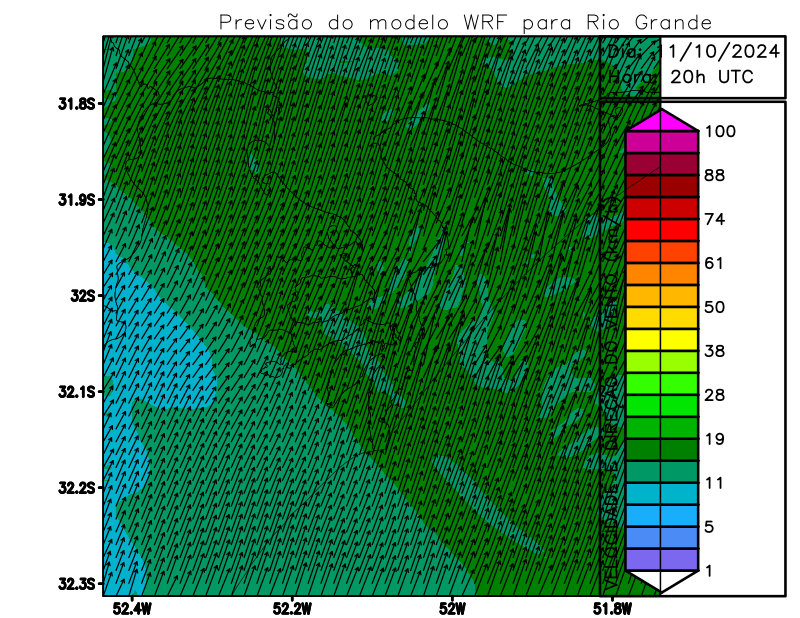 Previsão do modelo WRF para Rio Grande
Dia: 11/10/2024
Hora: 20h UTC
31.8S
31.9S
32S
32.1S
32.2S
32.3S
52.4W
52.2W
52W
51.8W
100
88
74
61
50
38
28
19
11
5
1
VELOCIDADE E DIREÇÃO DO VENTO (km/h)